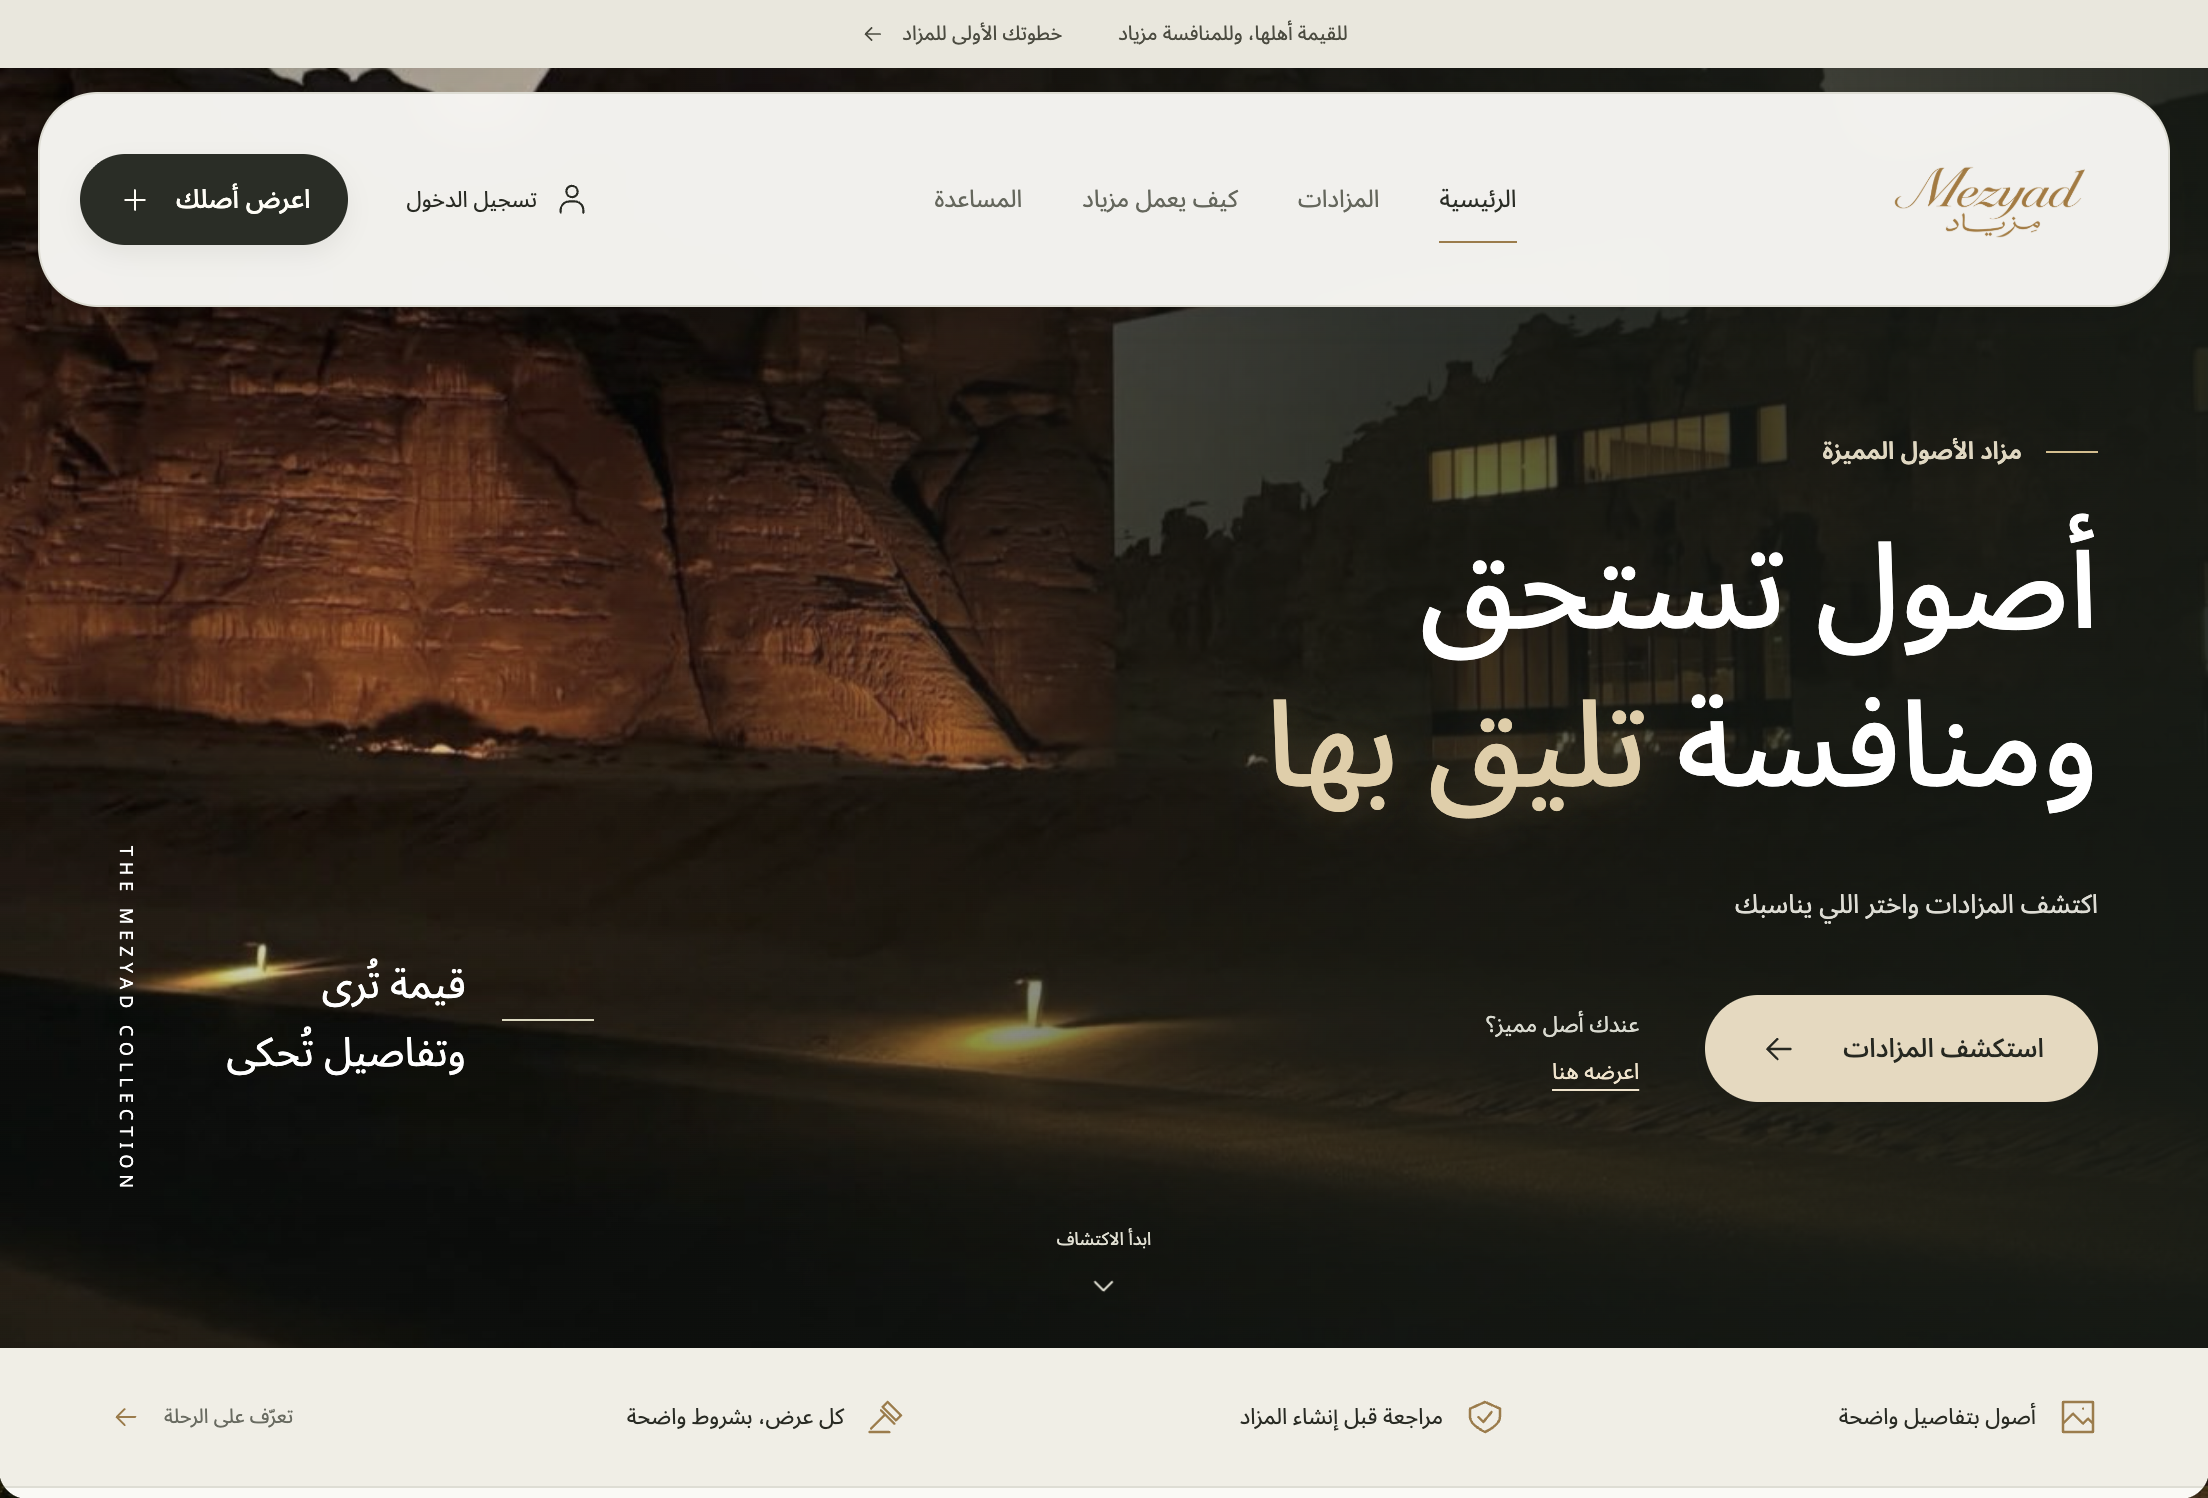 للقيمة أهلها، وللمنافسة مزياد
خطوتك الأولى للمزاد
Mezyad
مزياد
الرئيسية
المزادات
كيف يعمل مزياد
المساعدة
تسجيل الدخول
اعرض أصلك
مزاد الأصول المميزة
أصول تستحق
ومنافسة تليق بها
اكتشف المزادات واختر اللي يناسبك
استكشف المزادات
عندك أصل مميز؟
اعرضه هنا
قيمة تُرى
وتفاصيل تُحكى
THE MEZYAD COLLECTION
ابدأ الاكتشاف
أصول بتفاصيل واضحة
مراجعة قبل إنشاء المزاد
كل عرض، بشروط واضحة
تعرّف على الرحلة